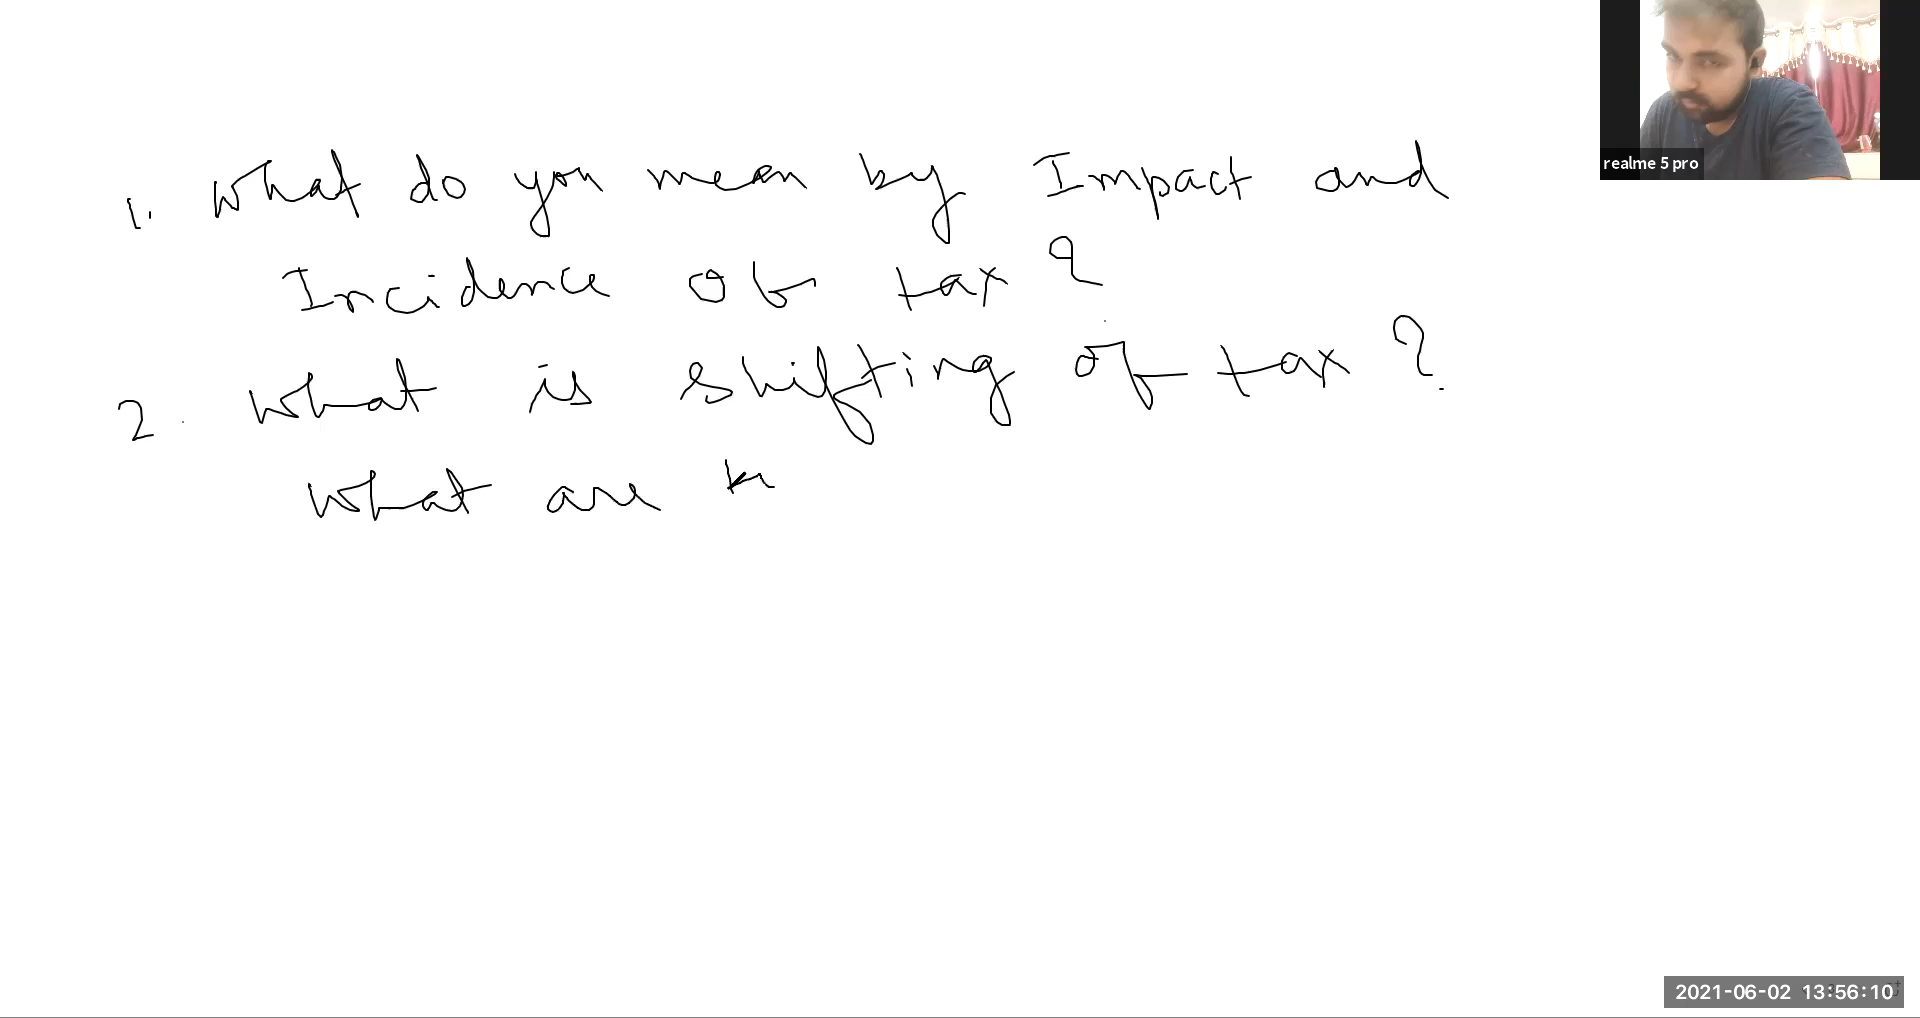 1. What do you mean by Impact and
Incidence of tax ?
2. What is shifting of tax ?
What are
realme 5 pro
2021-06-02 13:56:10